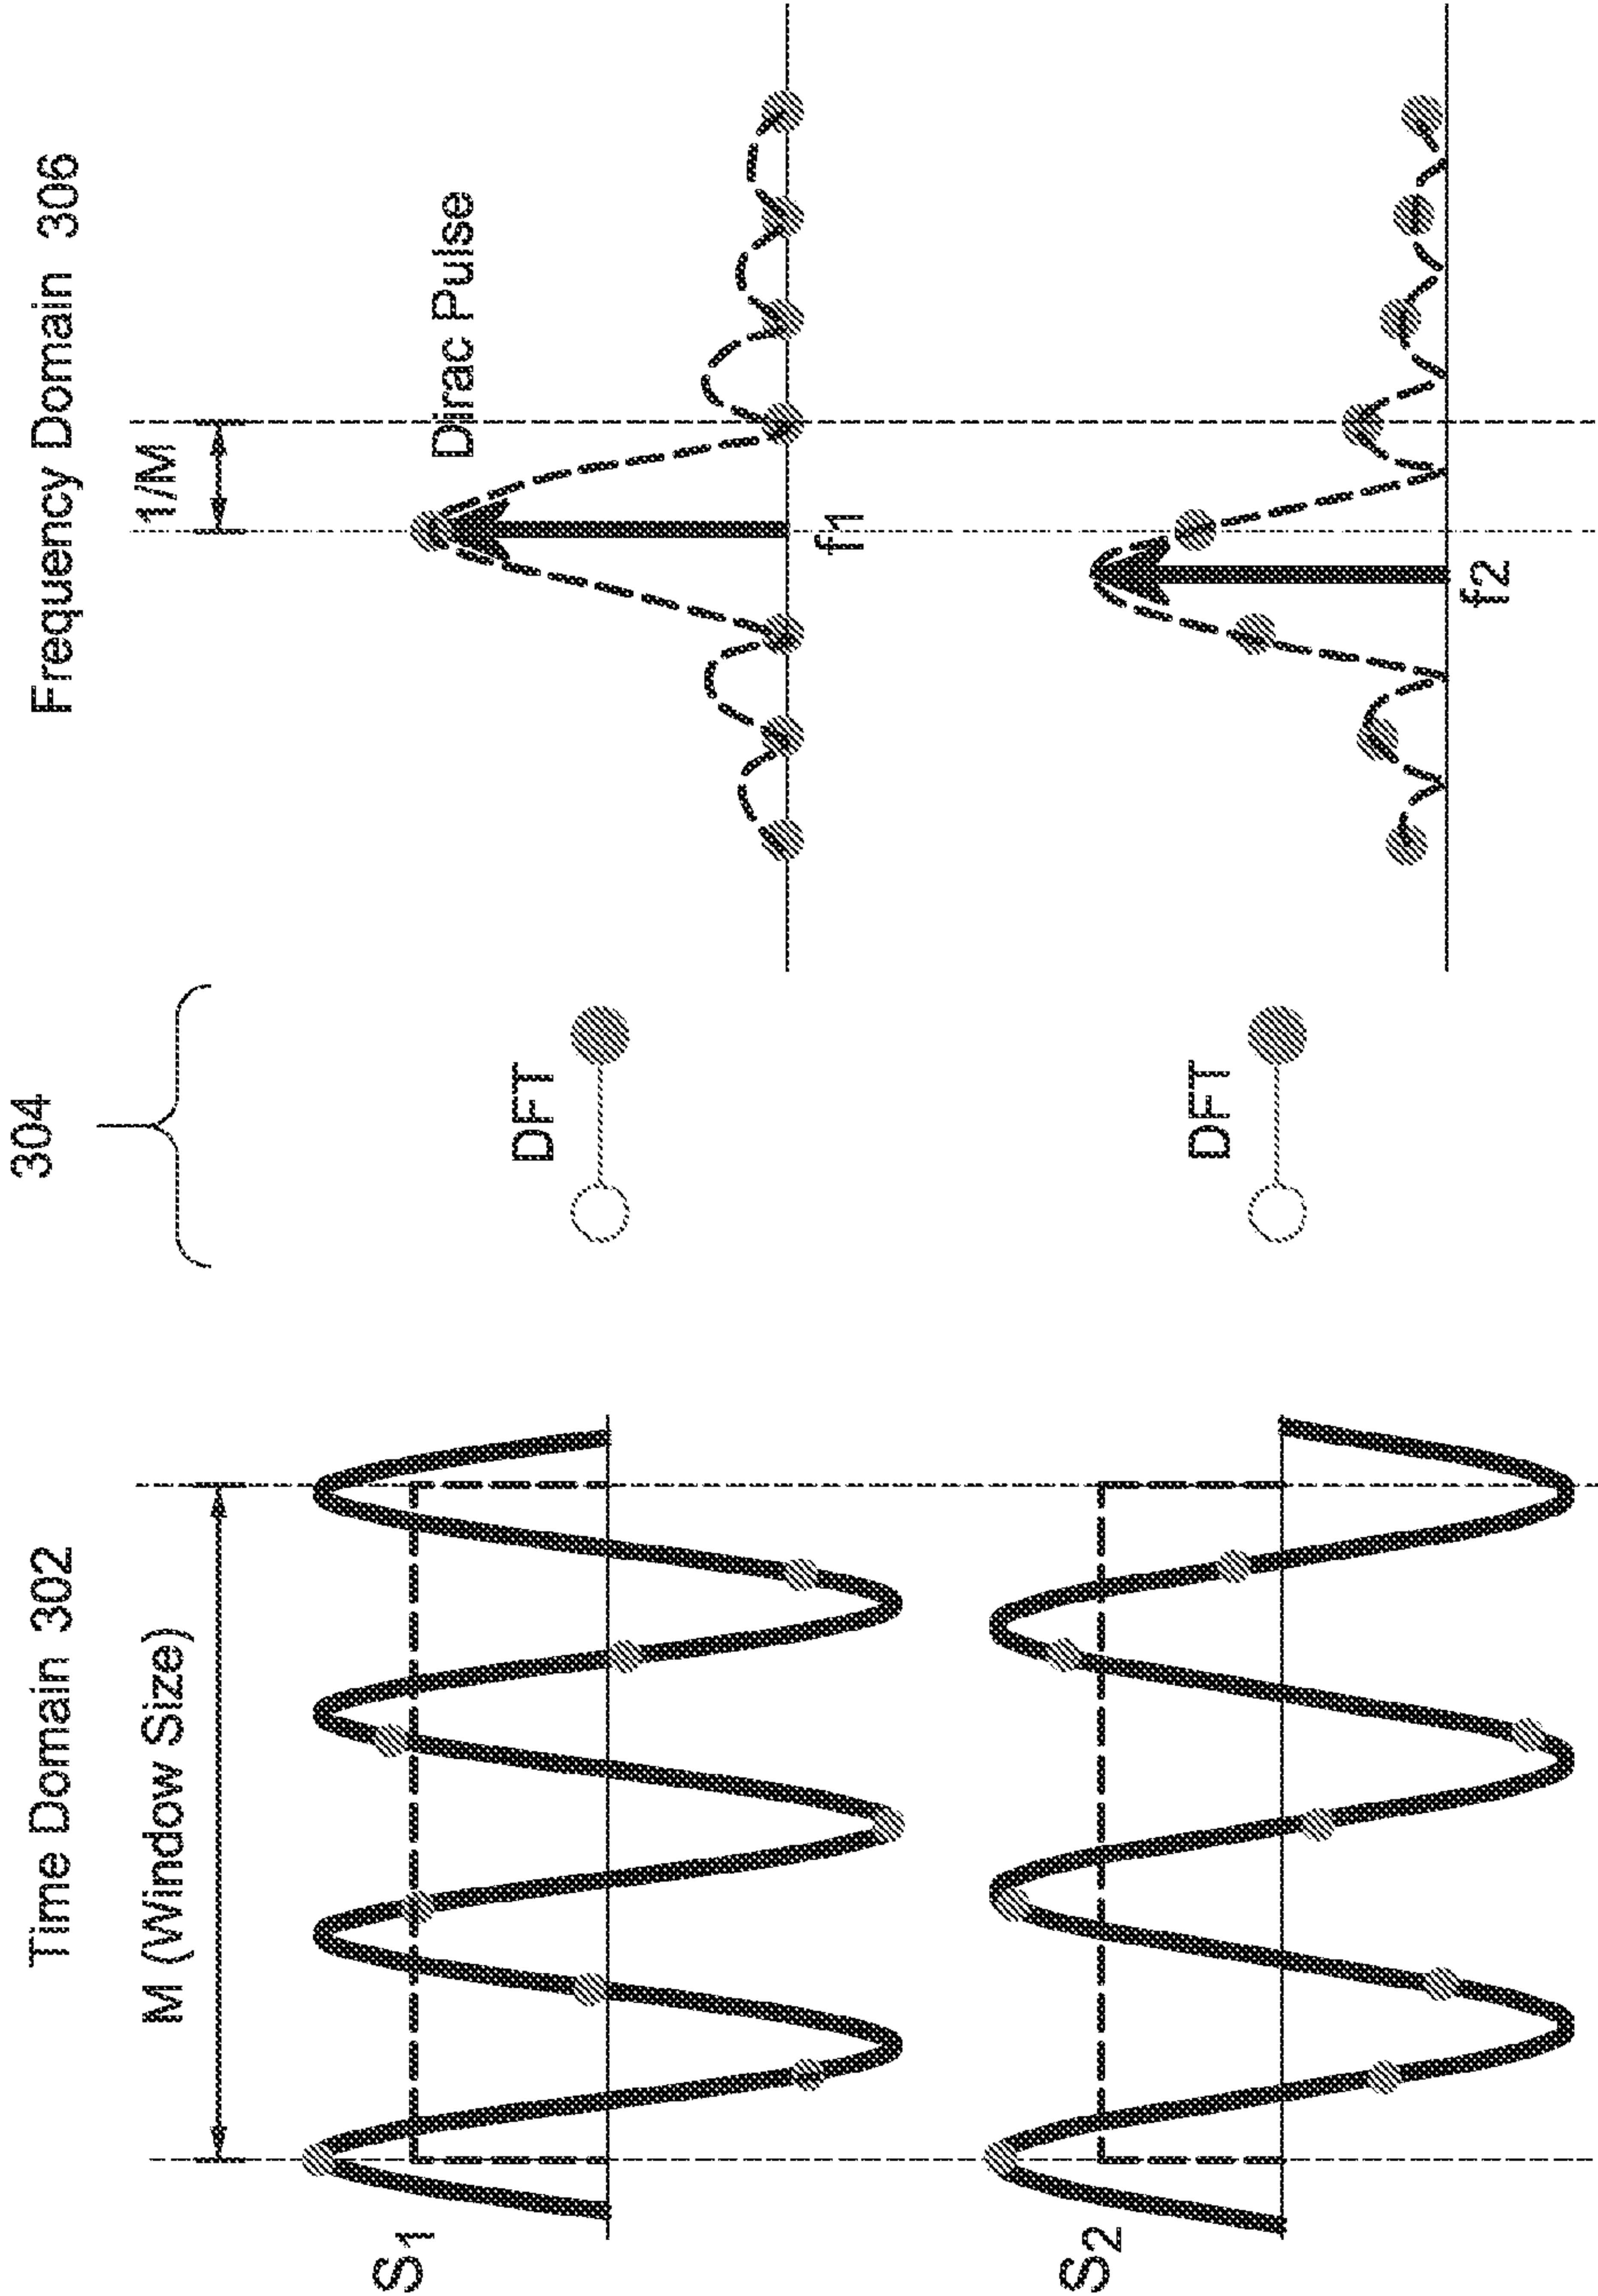 Time Domain 302
304
Frequency Domain 306
M (Window Size)
1/M
S1
DFT
Dirac Pulse
f1
S2
DFT
f2